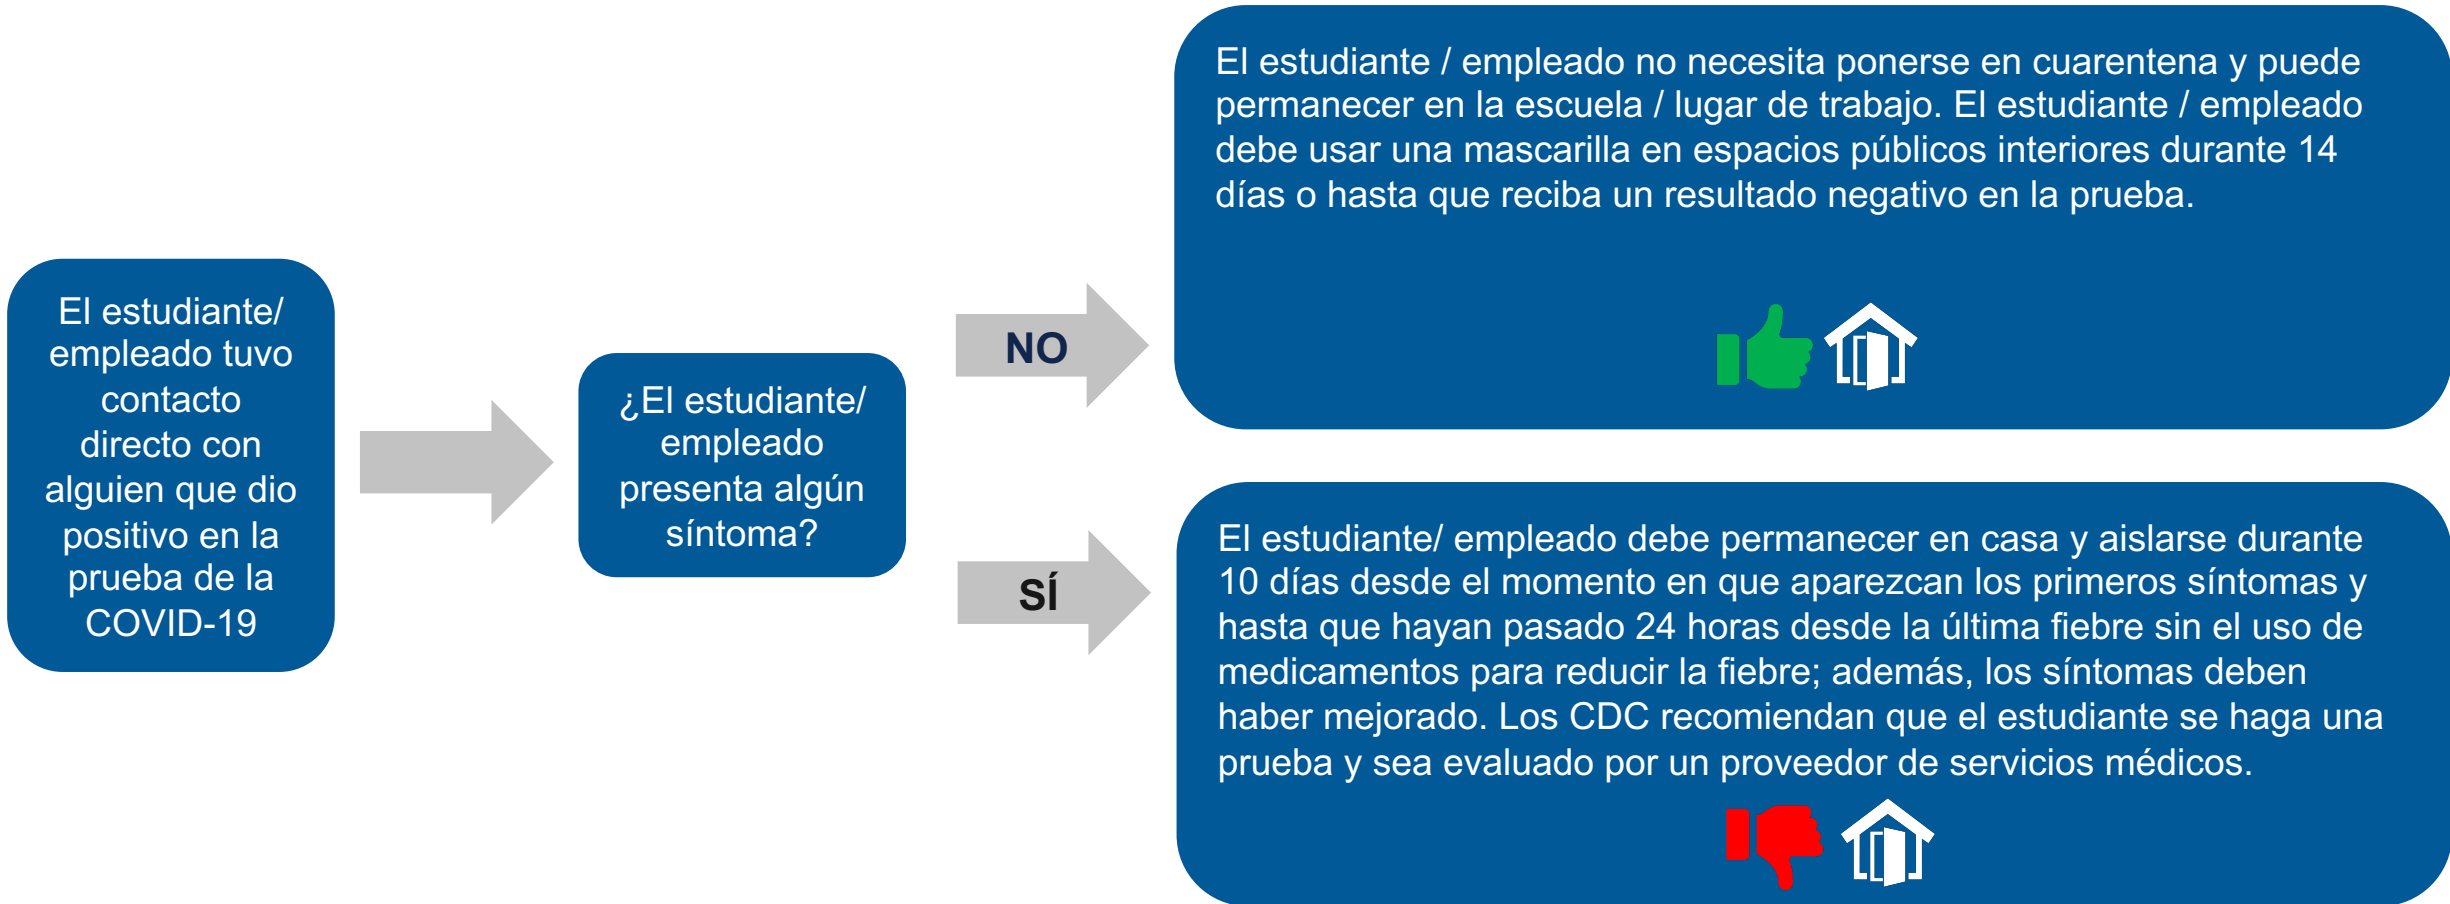 El estudiante/
empleado tuvo
contacto
directo con
alguien que dio
positivo en la
prueba de la
COVID-19
¿El estudiante/
empleado
presenta algún
síntoma?
NO
El estudiante / empleado no necesita ponerse en cuarentena y puede
permanecer en la escuela / lugar de trabajo. El estudiante / empleado
debe usar una mascarilla en espacios públicos interiores durante 14
días o hasta que reciba un resultado negativo en la prueba.
SÍ
El estudiante/ empleado debe permanecer en casa y aislarse durante
10 días desde el momento en que aparezcan los primeros síntomas y
hasta que hayan pasado 24 horas desde la última fiebre sin el uso de
medicamentos para reducir la fiebre; además, los síntomas deben
haber mejorado. Los CDC recomiendan que el estudiante se haga una
prueba y sea evaluado por un proveedor de servicios médicos.